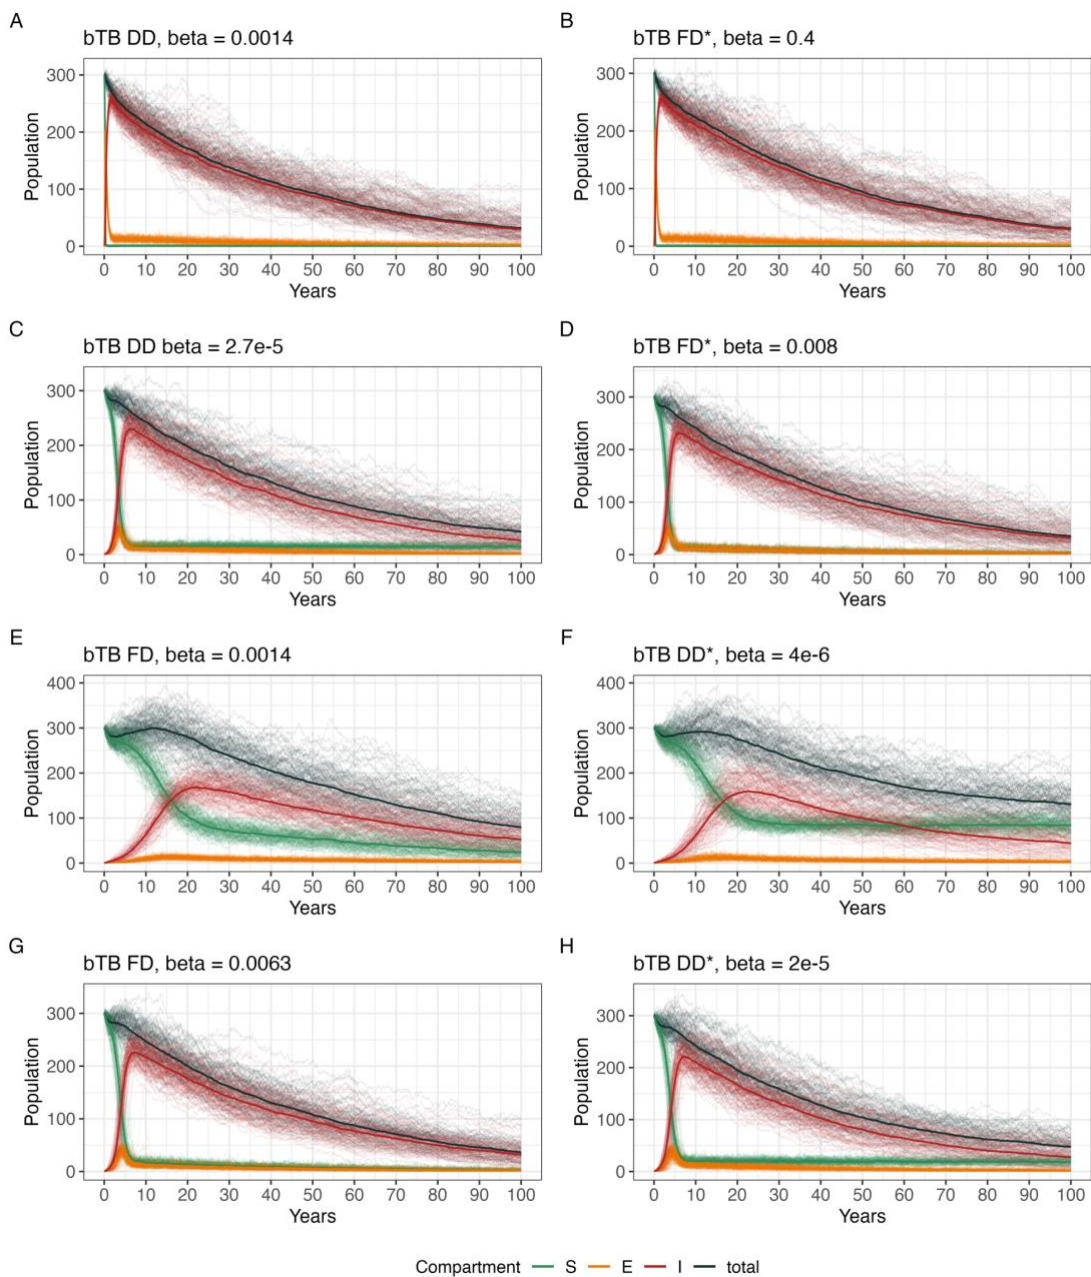 A
bTB DD, beta = 0.0014
Population
300
200
100
0
0 10 20 30 40 50 60 70 80 90 100
Years
B
bTB FD*, beta = 0.4
Population
300
200
100
0
0 10 20 30 40 50 60 70 80 90 100
Years
C
bTB DD beta = 2.7e-5
Population
300
200
100
0
0 10 20 30 40 50 60 70 80 90 100
Years
D
bTB FD*, beta = 0.008
Population
300
200
100
0
0 10 20 30 40 50 60 70 80 90 100
Years
E
bTB FD, beta = 0.0014
Population
400
300
200
100
0
0 10 20 30 40 50 60 70 80 90 100
Years
F
bTB DD*, beta = 4e-6
Population
400
300
200
100
0
0 10 20 30 40 50 60 70 80 90 100
Years
G
bTB FD, beta = 0.0063
Population
300
200
100
0
0 10 20 30 40 50 60 70 80 90 100
Years
H
bTB DD*, beta = 2e-5
Population
300
200
100
0
0 10 20 30 40 50 60 70 80 90 100
Years
Compartment S E I total